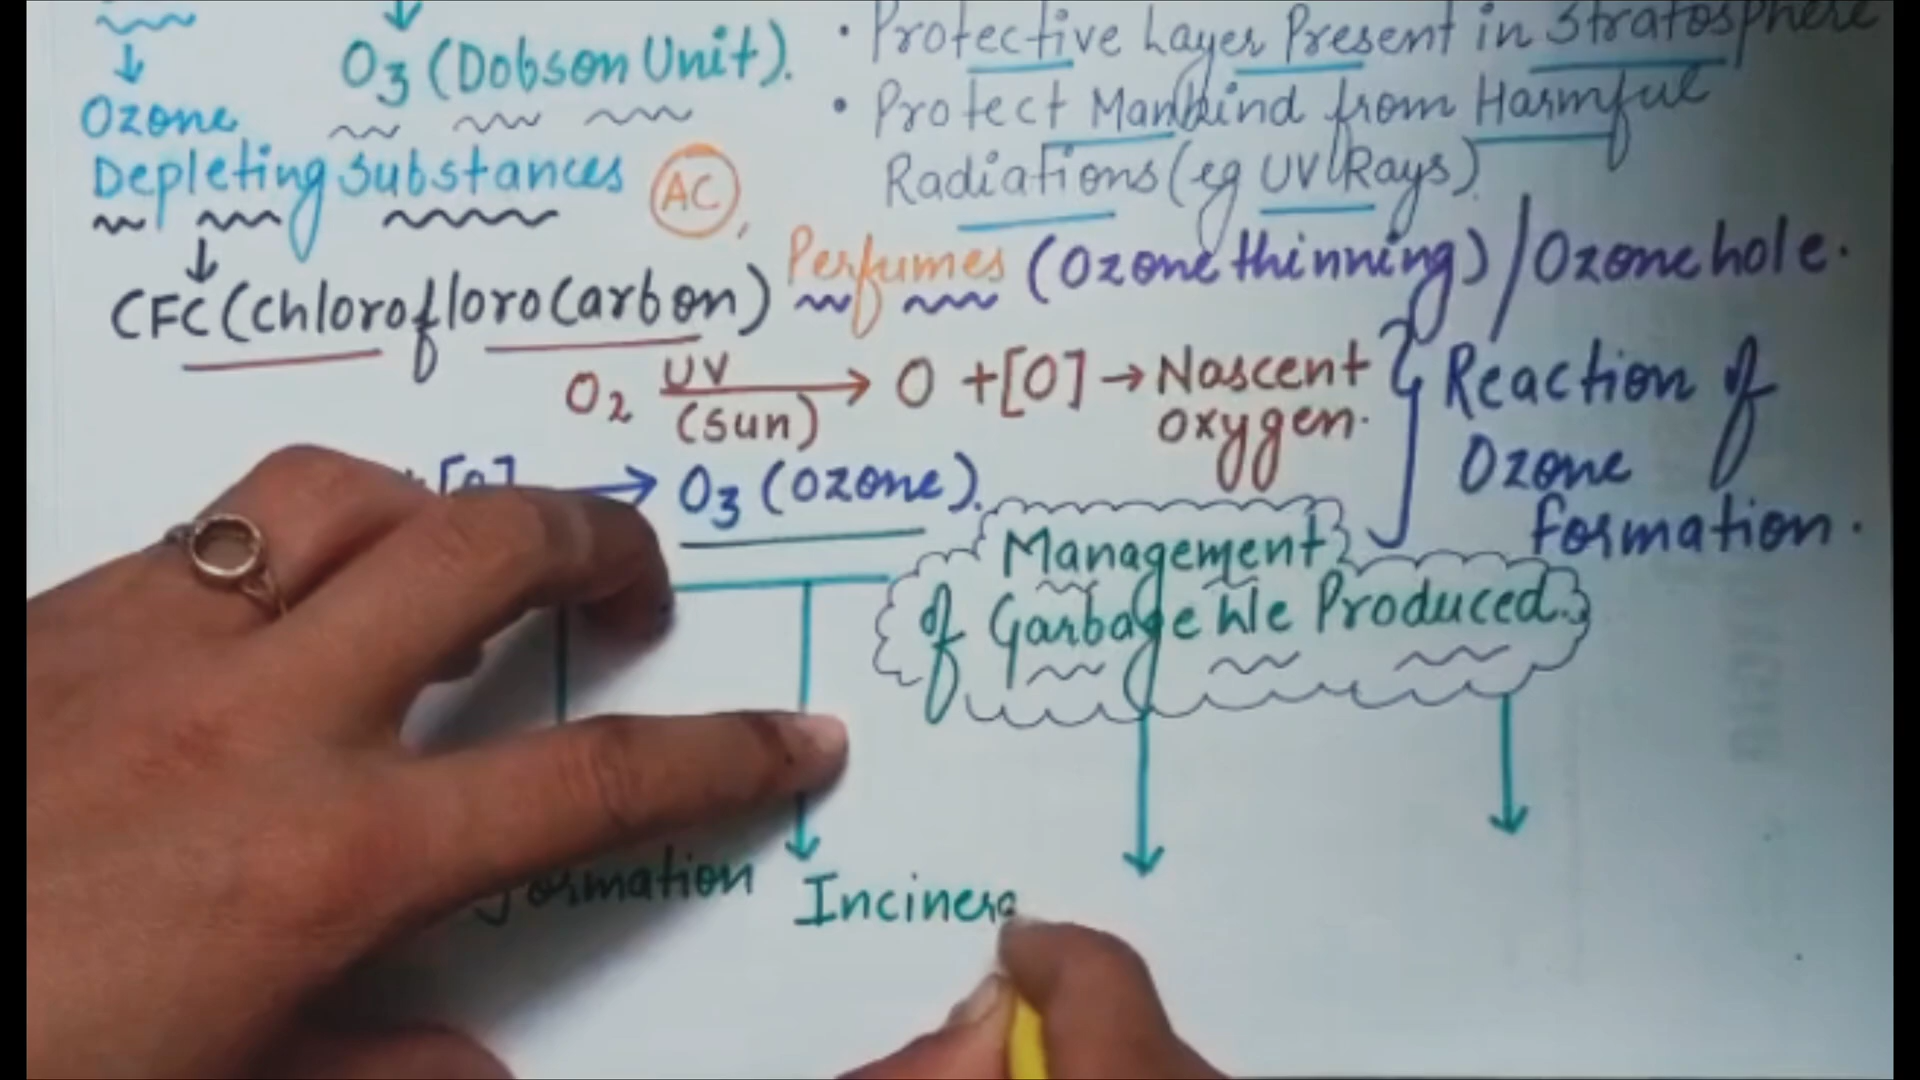 O3 (Dobson Unit).
Ozone
Depleting Substances
CFC (chlorofloro Carbon)
AC,
Perfumes
• Protective Layer Present in Stratosphere
• Protect Mankind from Harmful
Radiations (eg UV Rays)
(Ozone thinning) / Ozone hole.
O2 UV (Sun) → O + [O] → Nascent
oxygen.
+ [O] → O3 (Ozone).
Reaction of
Ozone
formation.
Management
of Garbage We Produced.
formation
Incinera